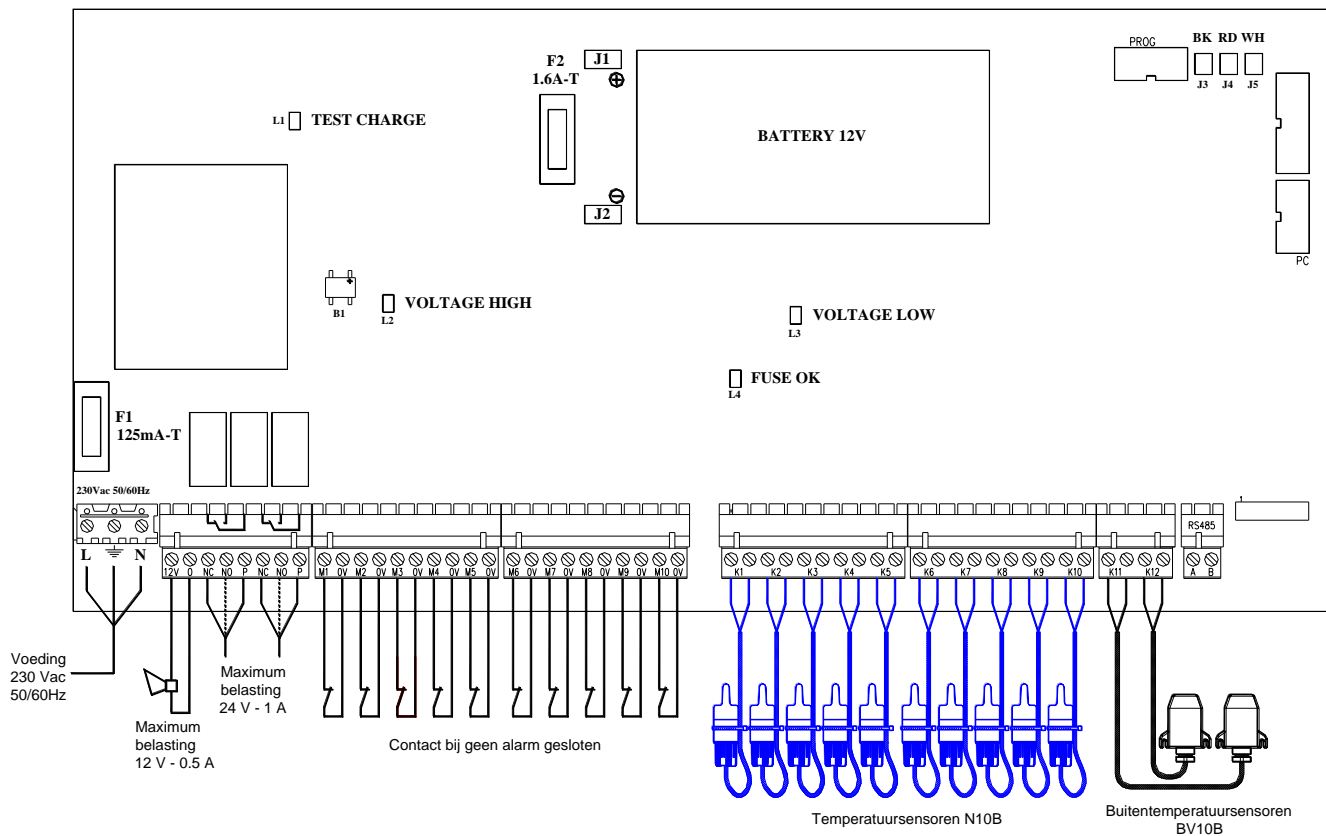 PROG
BK RD WH
J3 J4 J5
F2
1.6A-T
J1
L1 TEST CHARGE
BATTERY 12V
J2
PC
B1
L2
VOLTAGE HIGH
L3
VOLTAGE LOW
L4
FUSE OK
F1
125mA-T
230Vac 50/60Hz
L N
12V 0 NC NO P NC NO P
M1 0V M2 0V M3 0V M4 0V M5 0V
M6 0V M7 0V M8 0V M9 0V M10 0V
K1 K2 K3 K4 K5
K6 K7 K8 K9 K10
K11 K12
RS485
A B
1
Voeding
230 Vac
50/60Hz
Maximum
belasting
12 V - 0.5 A
Maximum
belasting
24 V - 1 A
Contact bij geen alarm gesloten
Temperatuursensoren N10B
Buitentemperatuursensoren
BV10B